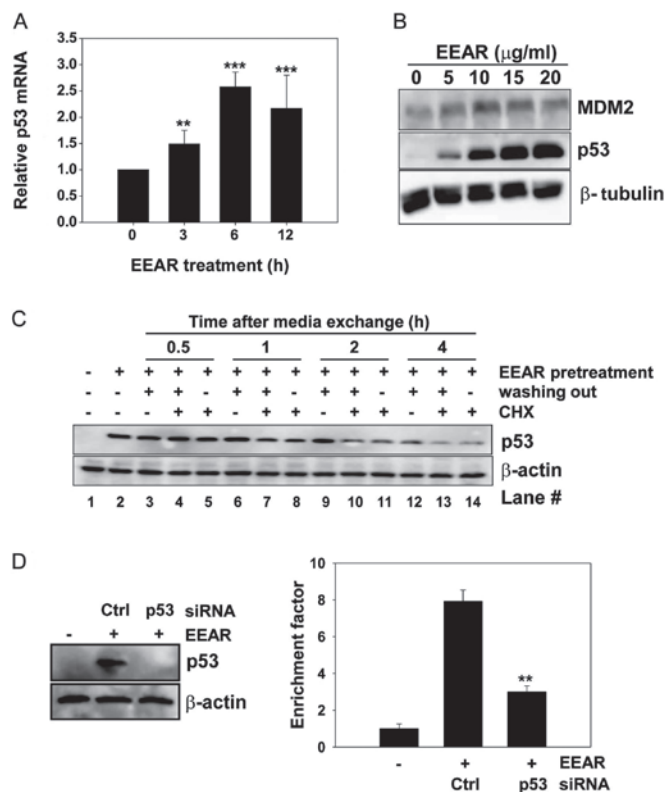 A
Relative p53 mRNA
3.5
3.0
2.5
2.0
1.5
1.0
0.5
0.0
** *** ***
0 3 6 12
EEAR treatment (h)
B
EEAR (µg/ml)
0 5 10 15 20
MDM2
p53
β- tubulin
C
Time after media exchange (h)
0.5 1 2 4
- + + + + + + + + + + + + + EEAR pretreatment
- - + + - + + - + + - + + - washing out
- - - + + - + + - + + - + + CHX
p53
β-actin
1 2 3 4 5 6 7 8 9 10 11 12 13 14 Lane #
D
Ctrl p53 siRNA
- + + EEAR
p53
β-actin
Enrichment factor
10
8
6
4
2
0
**
- + + EEAR
Ctrl p53 siRNA